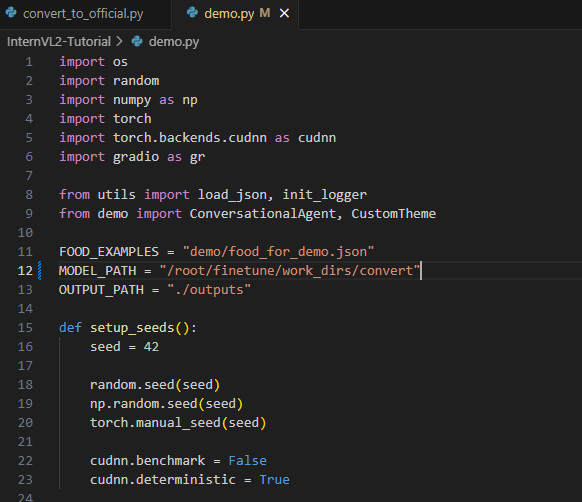 convert_to_official.py
demo.py M
InternVL2-Tutorial > demo.py
1 import os
2 import random
3 import numpy as np
4 import torch
5 import torch.backends.cudnn as cudnn
6 import gradio as gr
7
8 from utils import load_json, init_logger
9 from demo import ConversationalAgent, CustomTheme
10
11 FOOD_EXAMPLES = "demo/food_for_demo.json"
12 MODEL_PATH = "/root/finetune/work_dirs/convert"
13 OUTPUT_PATH = "./outputs"
14
15 def setup_seeds():
16     seed = 42
17
18     random.seed(seed)
19     np.random.seed(seed)
20     torch.manual_seed(seed)
21
22     cudnn.benchmark = False
23     cudnn.deterministic = True
24